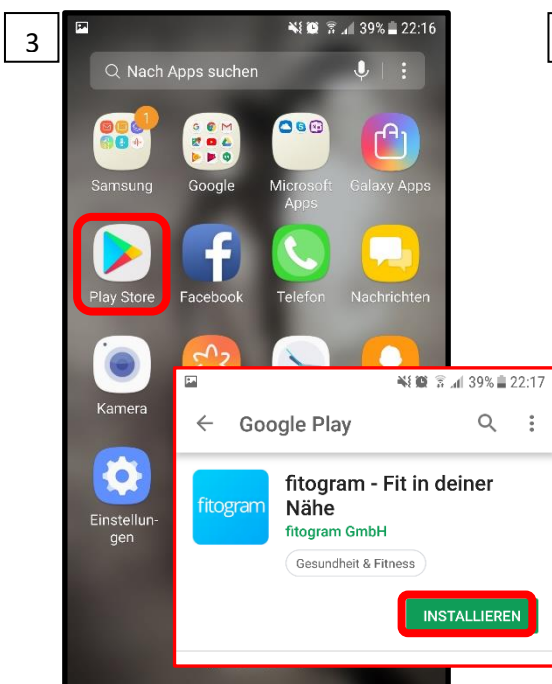 3
39% 22:16
Nach Apps suchen
1
Samsung
Google
Microsoft Apps
Galaxy Apps
Play Store
Facebook
Telefon
Nachrichten
Kamera
Einstellun-
gen
39% 22:17
Google Play
fitogram
fitogram - Fit in deiner
Nähe
fitogram GmbH
Gesundheit & Fitness
INSTALLIEREN